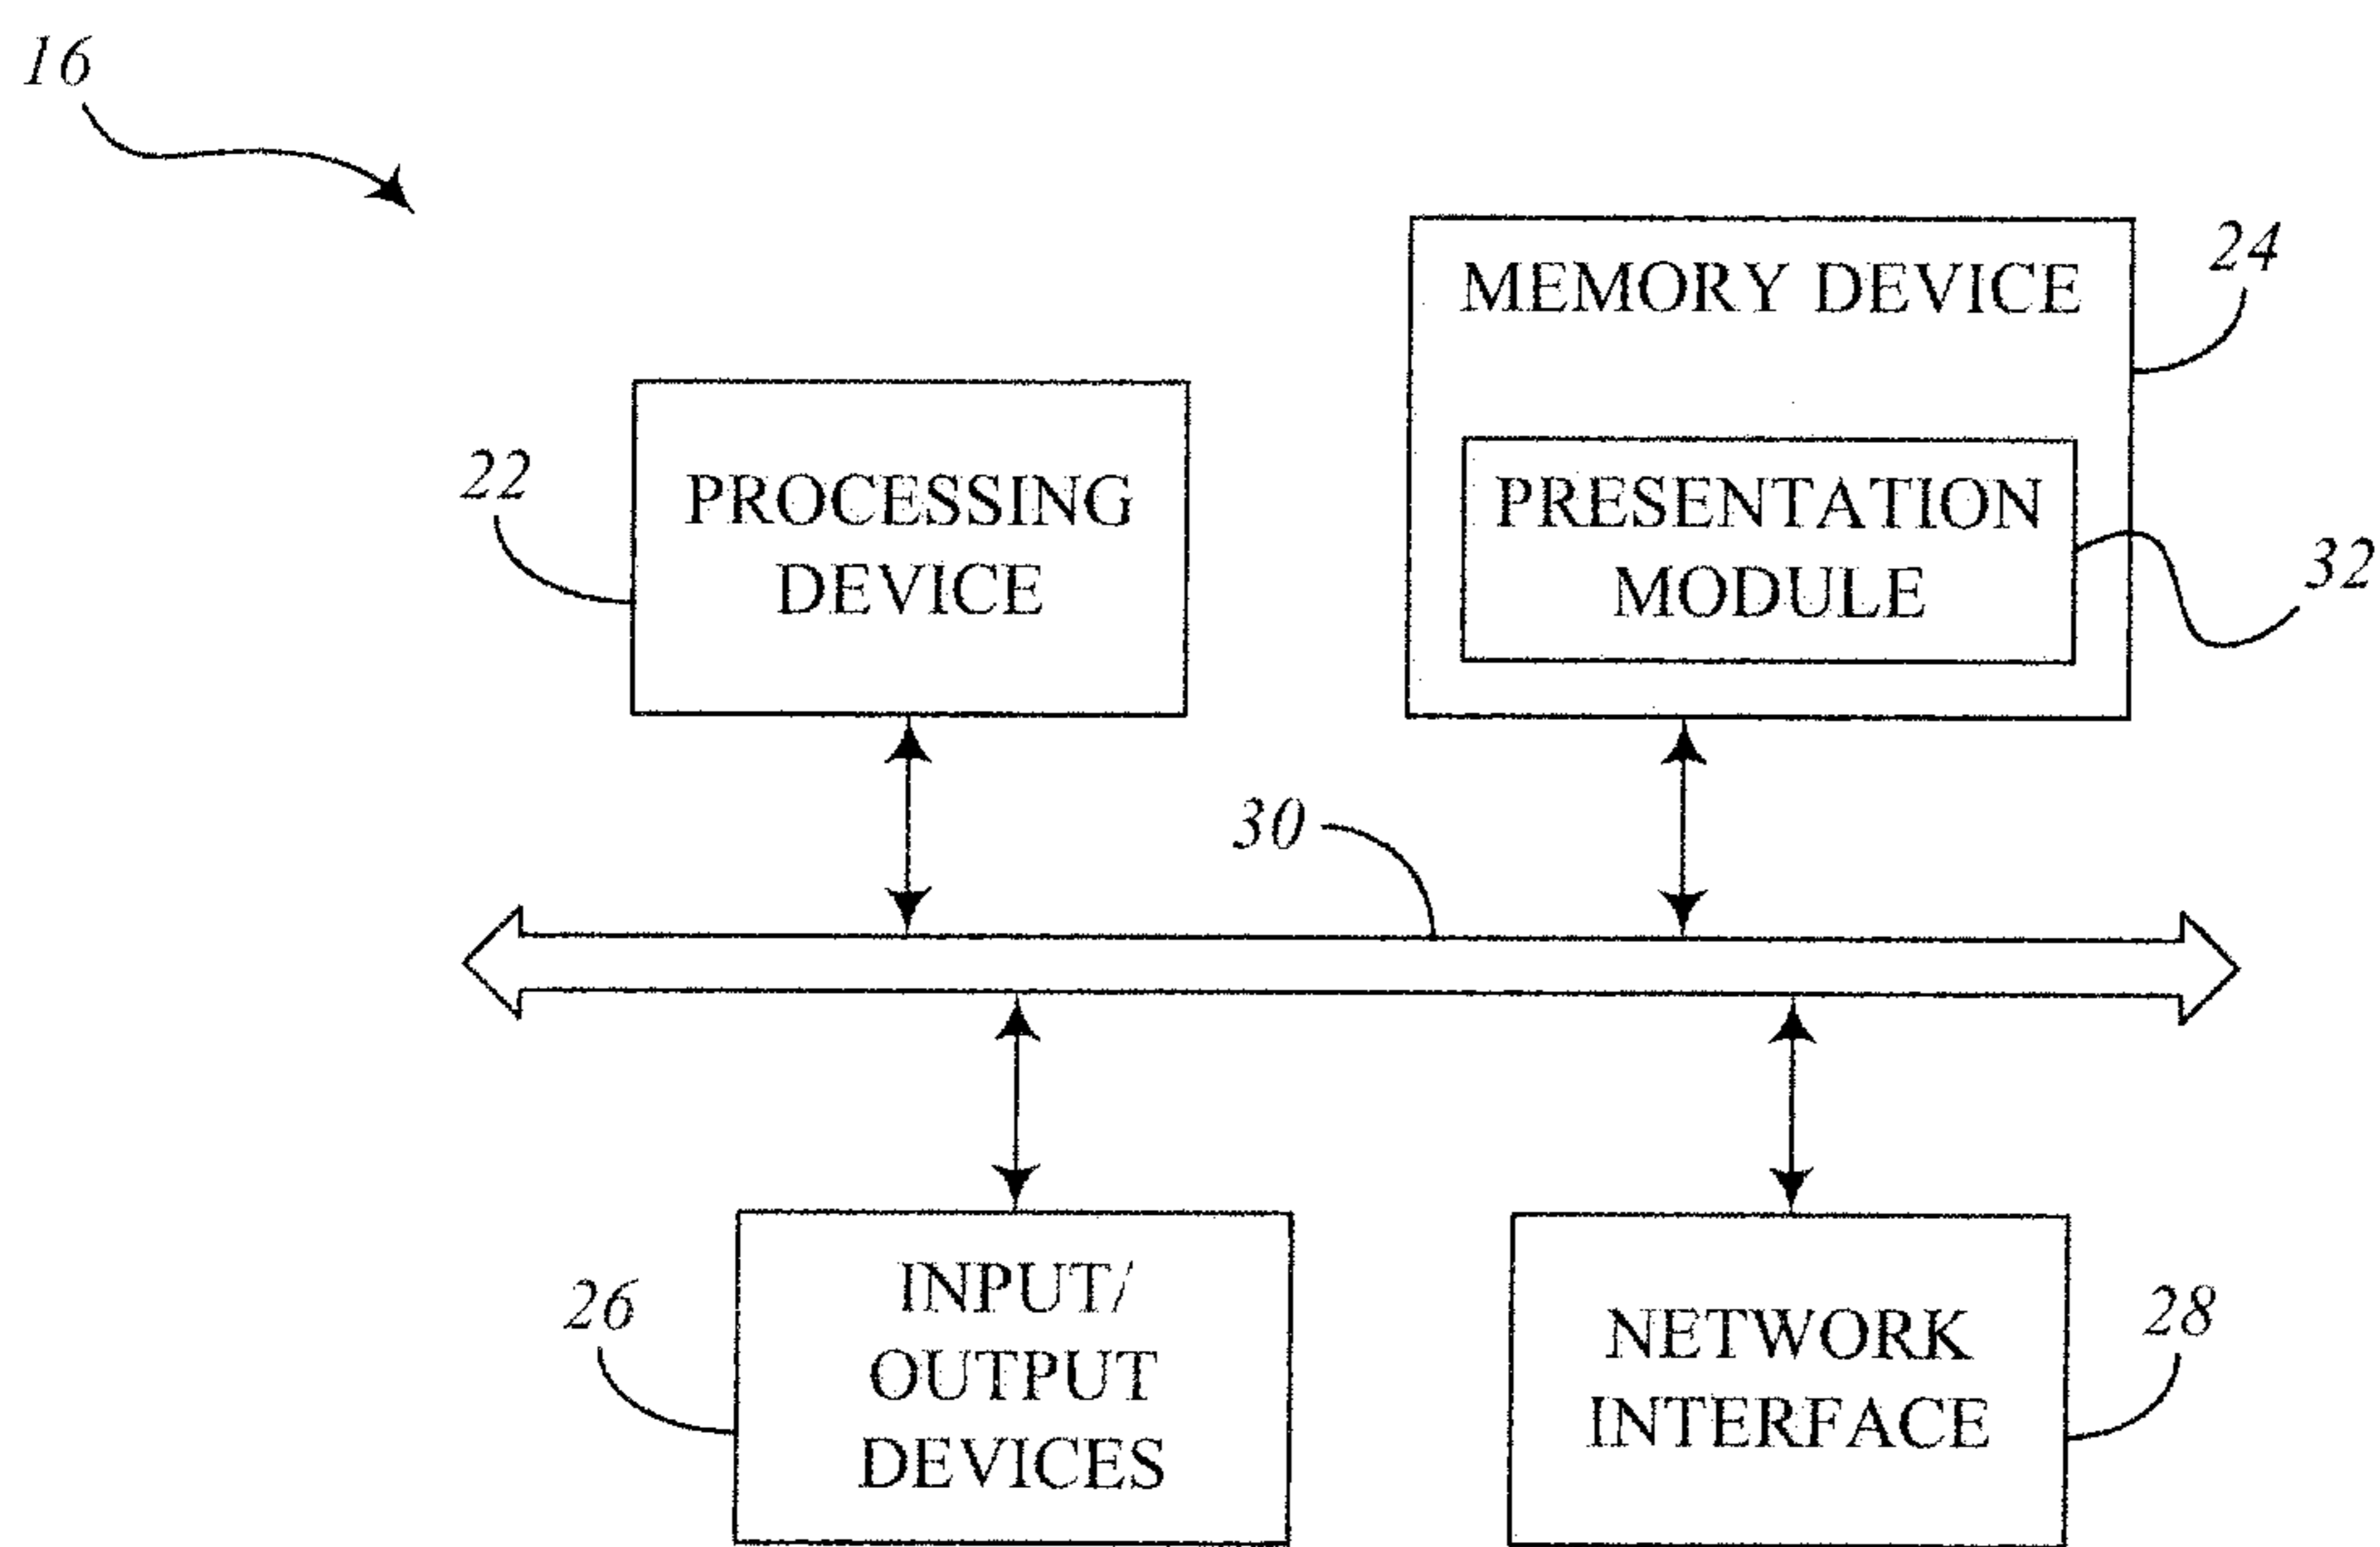 16
24
MEMORY DEVICE
22
PROCESSING
DEVICE
PRESENTATION
MODULE
32
30
26
INPUT/
OUTPUT
DEVICES
NETWORK
INTERFACE
28